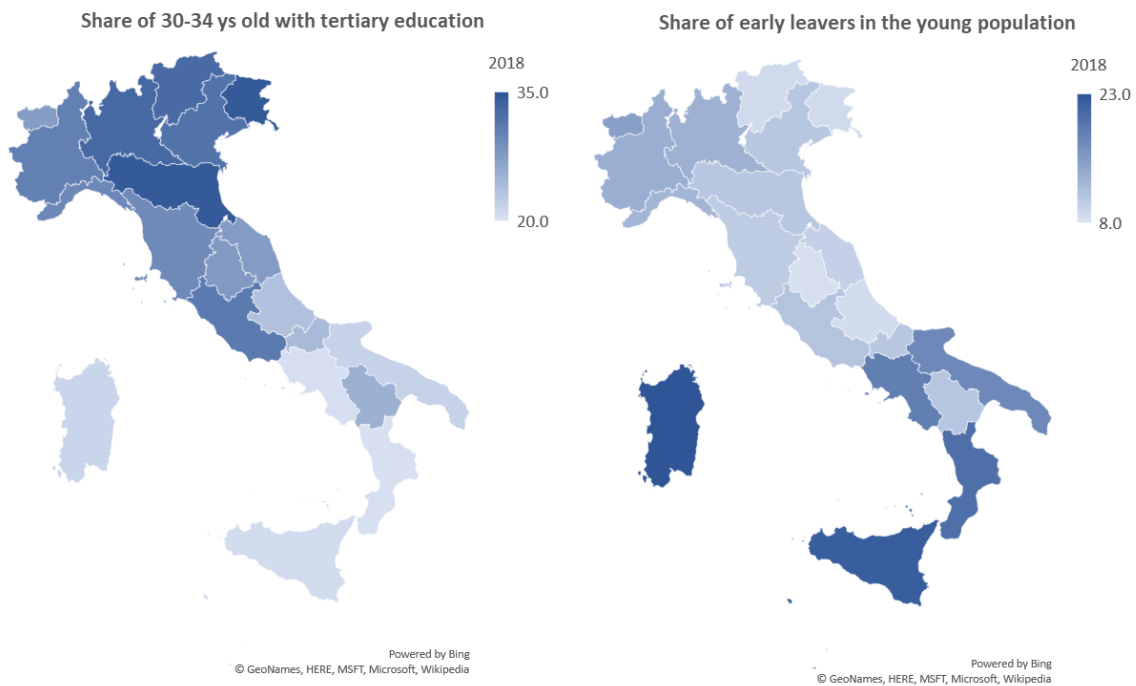 Share of 30-34 ys old with tertiary education
2018
35.0
20.0
Powered by Bing
© GeoNames, HERE, MSFT, Microsoft, Wikipedia
Share of early leavers in the young population
2018
23.0
8.0
Powered by Bing
© GeoNames, HERE, MSFT, Microsoft, Wikipedia